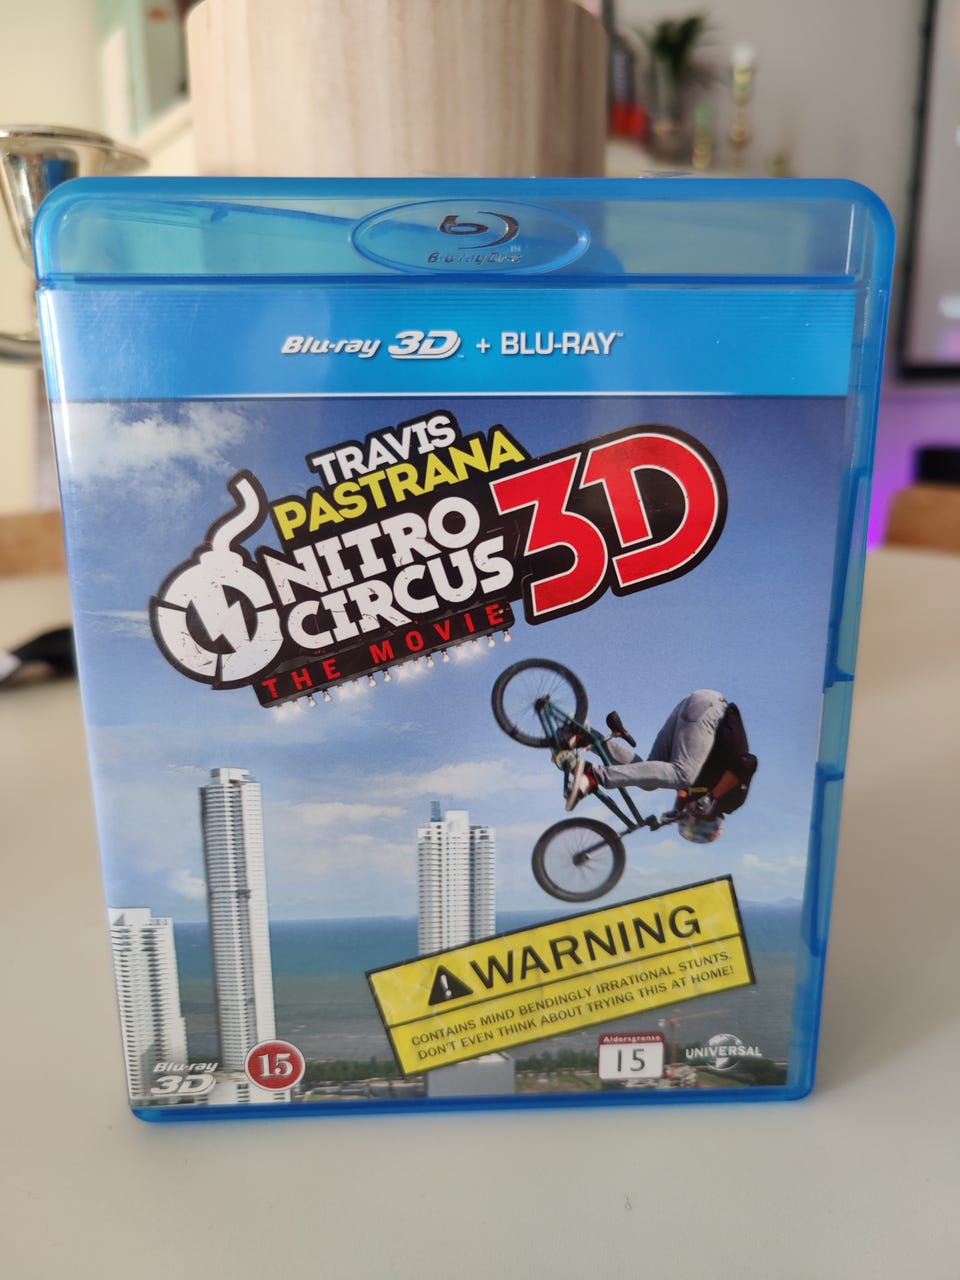 Blu-ray Disc
Blu-ray 3D + BLU-RAY™
TRAVIS
PASTRANA
NITRO
CIRCUS
3D
THE MOVIE
WARNING
CONTAINS MIND BENDINGLY IRRATIONAL STUNTS.
DON'T EVEN THINK ABOUT TRYING THIS AT HOME!
Blu-ray
3D
15
Aldersgrense
15
UNIVERSAL